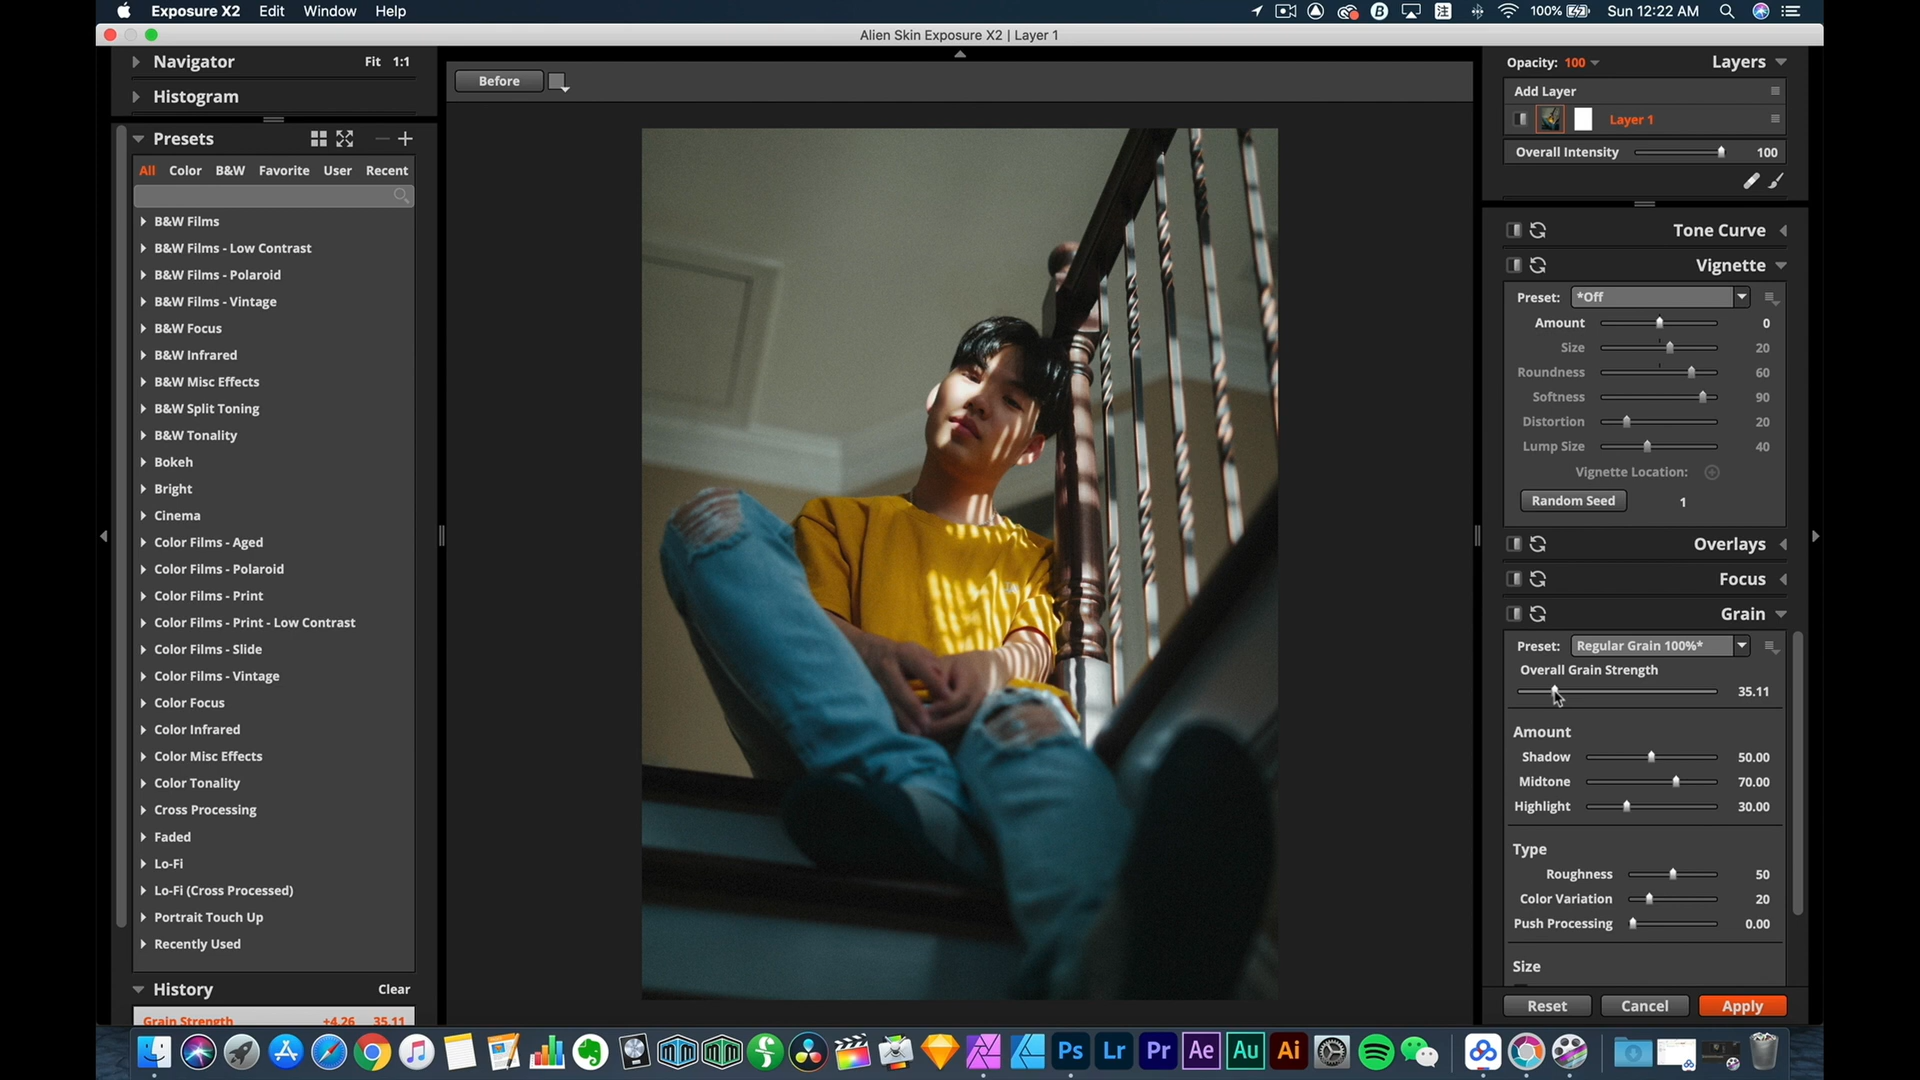 Exposure X2 Edit Window Help
100% Sun 12:22 AM
Alien Skin Exposure X2 | Layer 1
Navigator Fit 1:1
Histogram
Presets
All Color B&W Favorite User Recent
B&W Films
B&W Films - Low Contrast
B&W Films - Polaroid
B&W Films - Vintage
B&W Focus
B&W Infrared
B&W Misc Effects
B&W Split Toning
B&W Tonality
Bokeh
Bright
Cinema
Color Films - Aged
Color Films - Polaroid
Color Films - Print
Color Films - Print - Low Contrast
Color Films - Slide
Color Films - Vintage
Color Focus
Color Infrared
Color Misc Effects
Color Tonality
Cross Processing
Faded
Lo-Fi
Lo-Fi (Cross Processed)
Portrait Touch Up
Recently Used
History Clear
Grain Strength +4.26 35.11
Before
Opacity: 100 Layers
Add Layer
Layer 1
Overall Intensity 100
Tone Curve
Vignette
Preset: *Off
Amount 0
Size 20
Roundness 60
Softness 90
Distortion 20
Lump Size 40
Vignette Location:
Random Seed 1
Overlays
Focus
Grain
Preset: Regular Grain 100%*
Overall Grain Strength
35.11
Amount
Shadow 50.00
Midtone 70.00
Highlight 30.00
Type
Roughness 50
Color Variation 20
Push Processing 0.00
Size
Reset Cancel Apply
Ps Lr Pr Ae Au Ai